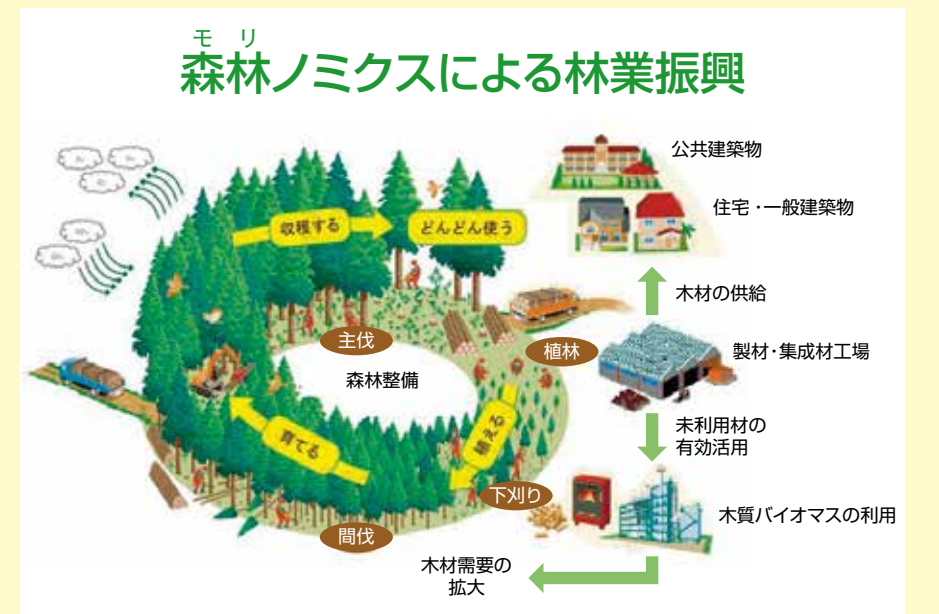 モリ
森林ノミクスによる林業振興
公共建築物
住宅・一般建築物
収穫する
どんどん使う
木材の供給
主伐
植林
製材・集成材工場
森林整備
植える
育てる
未利用材の
有効活用
下刈り
木質バイオマスの利用
間伐
木材需要の
拡大